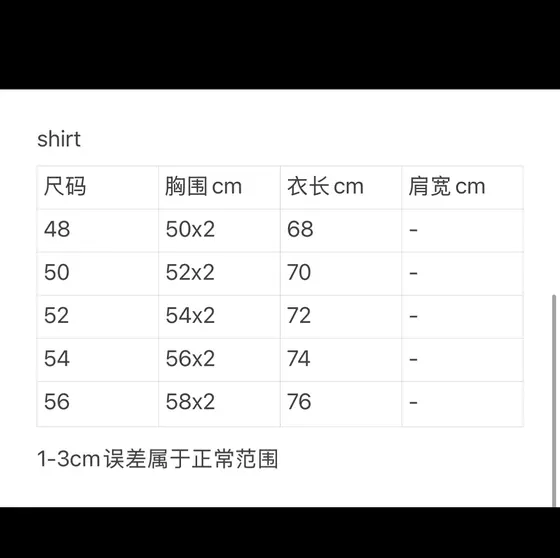 shirt
尺码 胸围cm 衣长cm 肩宽cm
48 50x2 68 -
50 52x2 70 -
52 54x2 72 -
54 56x2 74 -
56 58x2 76 -
1-3cm误差属于正常范围